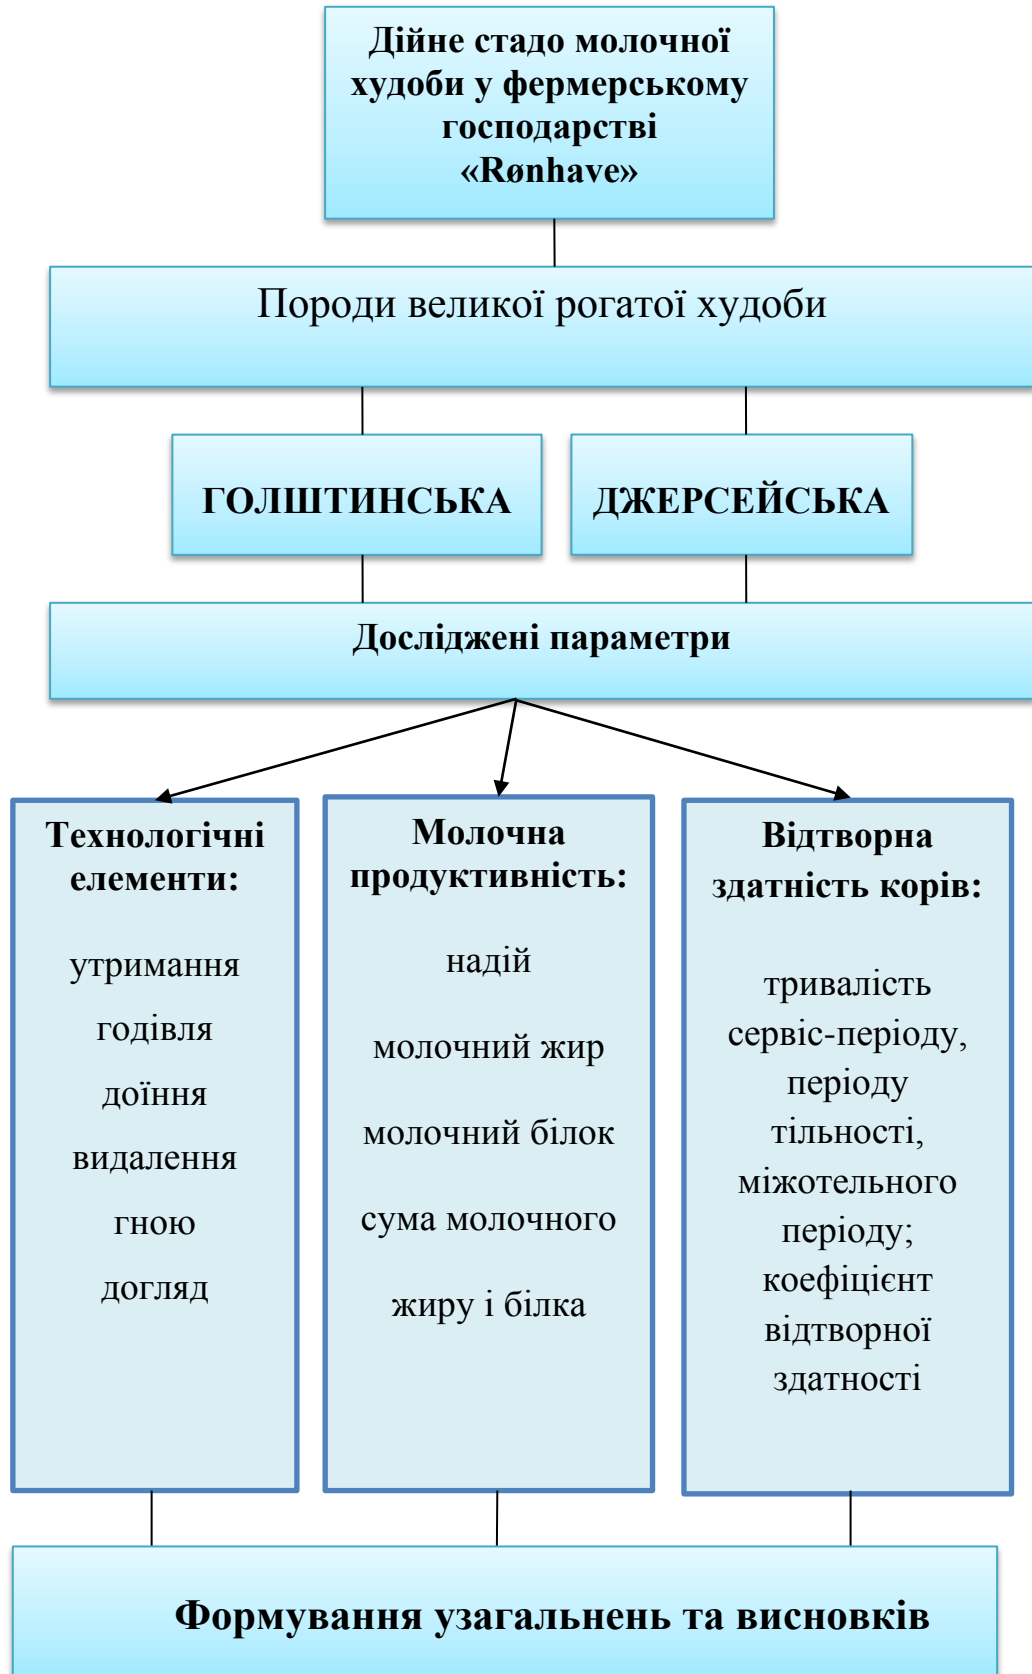 Дійне стадо молочної
худоби у фермерському
господарстві
«Rønhave»
Породи великої рогатої худоби
ГОЛШТИНСЬКА
ДЖЕРСЕЙСЬКА
Досліджені параметри
Технологічні
елементи:
утримання
годівля
доїння
видалення
гною
догляд
Молочна
продуктивність:
надій
молочний жир
молочний білок
сума молочного
жиру і білка
Відтворна
здатність корів:
тривалість
сервіс-періоду,
періоду
тільності,
міжотельного
періоду;
коефіцієнт
відтворної
здатності
Формування узагальнень та висновків